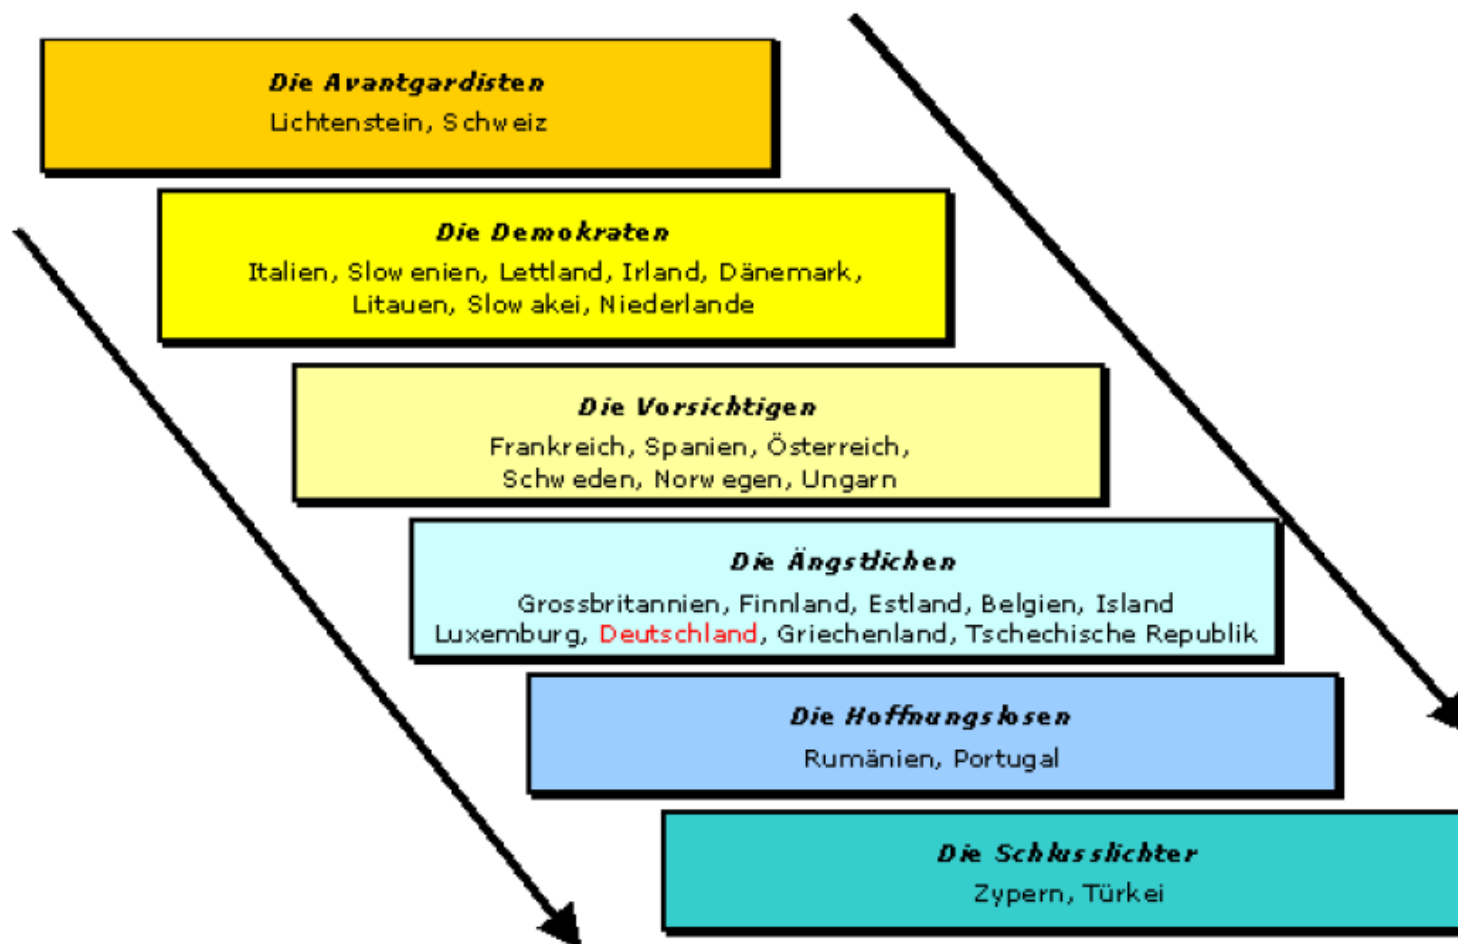 Die Avantgardisten
Lichtenstein, Schweiz
Die Demokraten
Italien, Slowenien, Lettland, Irland, Dänemark,
Litauen, Slowakei, Niederlande
Die Vorsichtigen
Frankreich, Spanien, Österreich,
Schweden, Norwegen, Ungarn
Die Ängstlichen
Grossbritannien, Finnland, Estland, Belgien, Island
Luxemburg, Deutschland, Griechenland, Tschechische Republik
Die Hoffnungslosen
Rumänien, Portugal
Die Schlusslichter
Zypern, Türkei